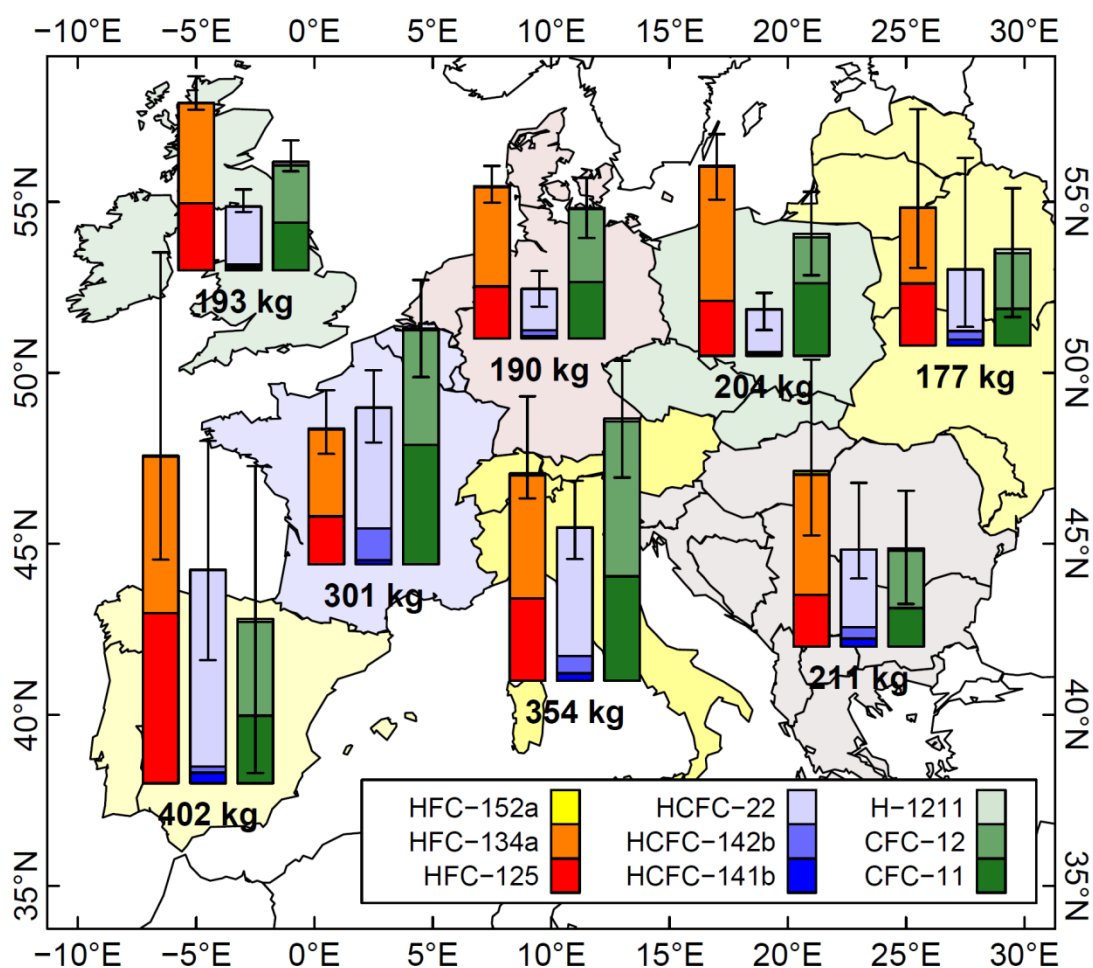 −10°E −5°E 0°E 5°E 10°E 15°E 20°E 25°E 30°E
55°N 55°N
193 kg
50°N 190 kg 204 kg 177 kg 50°N
45°N 45°N
301 kg
40°N 354 kg 211 kg 40°N
402 kg
HFC−152a HCFC−22 H−1211
HFC−134a HCFC−142b CFC−12
HFC−125 HCFC−141b CFC−11
35°N 35°N
−10°E −5°E 0°E 5°E 10°E 15°E 20°E 25°E 30°E